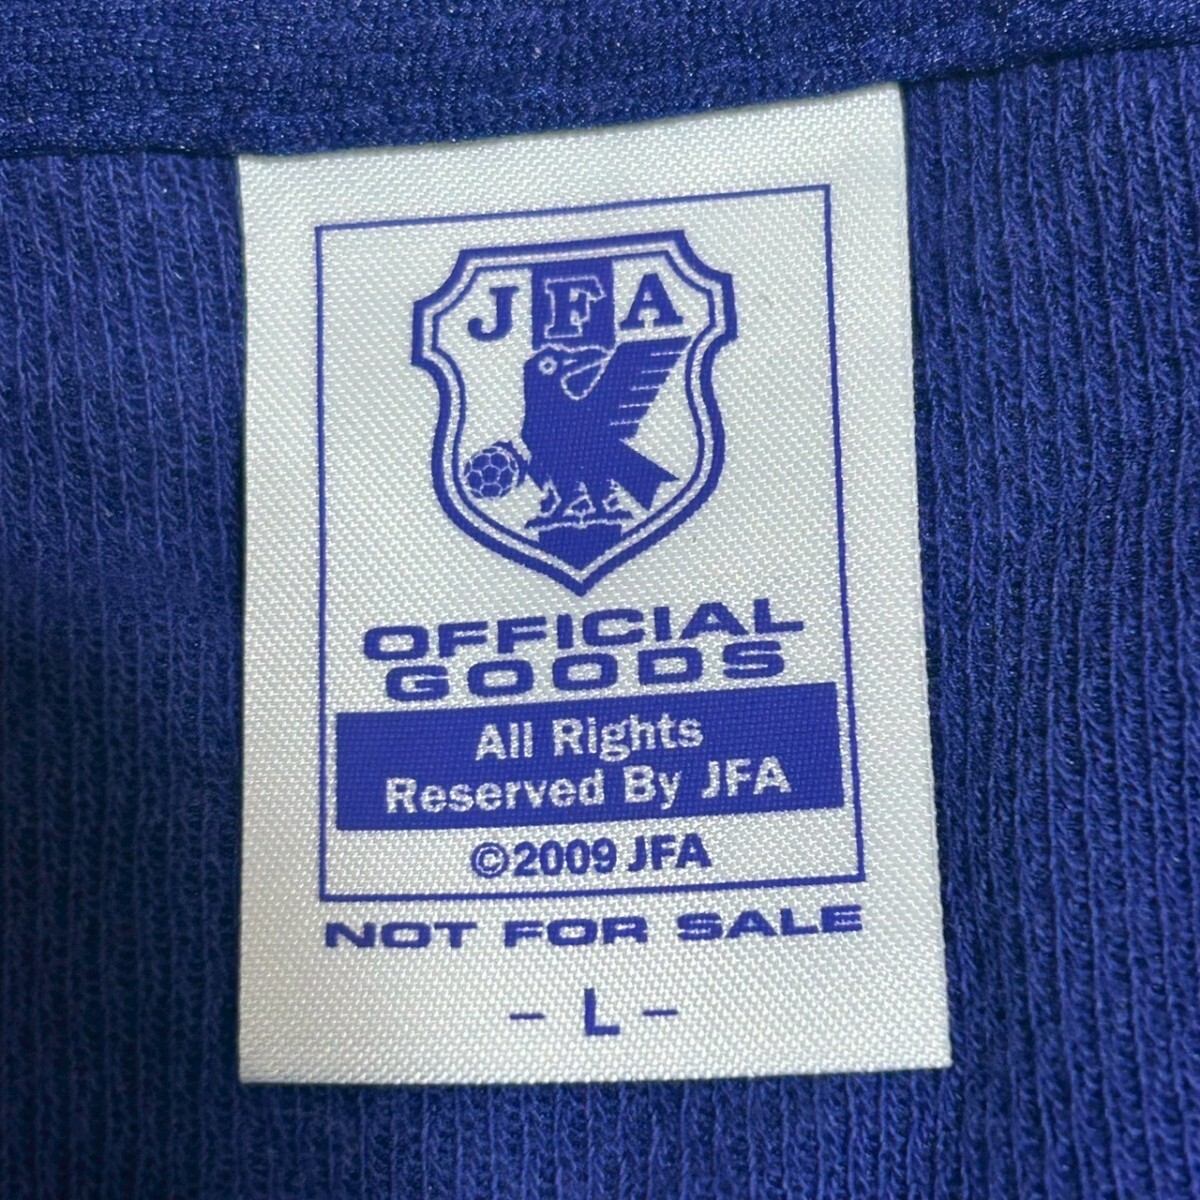 JFA
OFFICIAL
GOODS
All Rights
Reserved By JFA
©2009 JFA
NOT FOR SALE
- L -